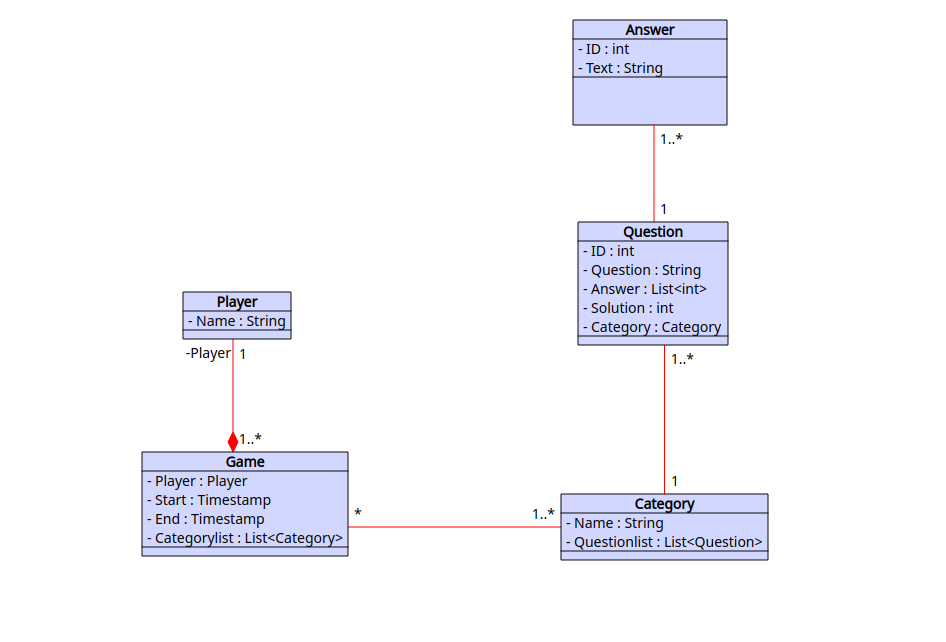 Answer
- ID : int
- Text : String
1..*
1
Question
- ID : int
- Question : String
- Answer : List<int>
- Solution : int
- Category : Category
1..*
1
Player
- Name : String
-Player 1
1..*
Game
- Player : Player
- Start : Timestamp
- End : Timestamp
- Categorylist : List<Category>
*
1..*
Category
- Name : String
- Questionlist : List<Question>